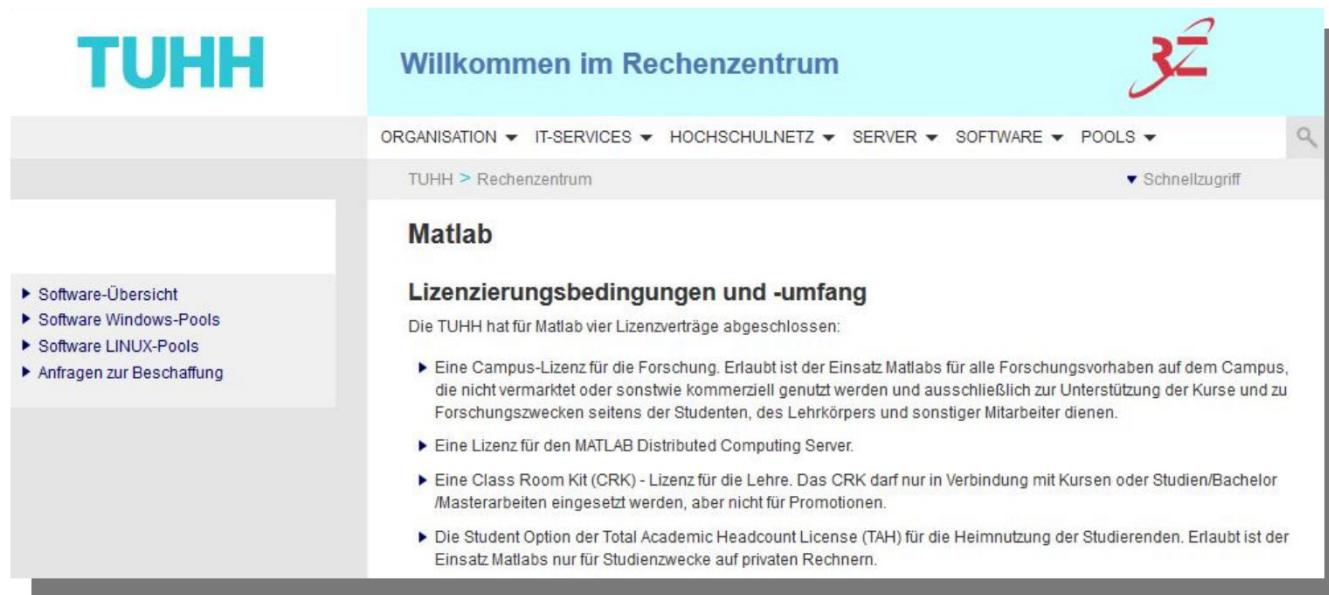 TUHH
Willkommen im Rechenzentrum
RZ
ORGANISATION IT-SERVICES HOCHSCHULNETZ SERVER SOFTWARE POOLS
TUHH > Rechenzentrum Schnellzugriff
Matlab
Software-Übersicht
Software Windows-Pools
Software LINUX-Pools
Anfragen zur Beschaffung
Lizenzierungsbedingungen und -umfang
Die TUHH hat für Matlab vier Lizenzverträge abgeschlossen:
Eine Campus-Lizenz für die Forschung. Erlaubt ist der Einsatz Matlabs für alle Forschungsvorhaben auf dem Campus,
die nicht vermarktet oder sonstwie kommerziell genutzt werden und ausschließlich zur Unterstützung der Kurse und zu
Forschungszwecken seitens der Studenten, des Lehrkörpers und sonstiger Mitarbeiter dienen.
Eine Lizenz für den MATLAB Distributed Computing Server.
Eine Class Room Kit (CRK) - Lizenz für die Lehre. Das CRK darf nur in Verbindung mit Kursen oder Studien/Bachelor
/Masterarbeiten eingesetzt werden, aber nicht für Promotionen.
Die Student Option der Total Academic Headcount License (TAH) für die Heimnutzung der Studierenden. Erlaubt ist der
Einsatz Matlabs nur für Studienzwecke auf privaten Rechnern.